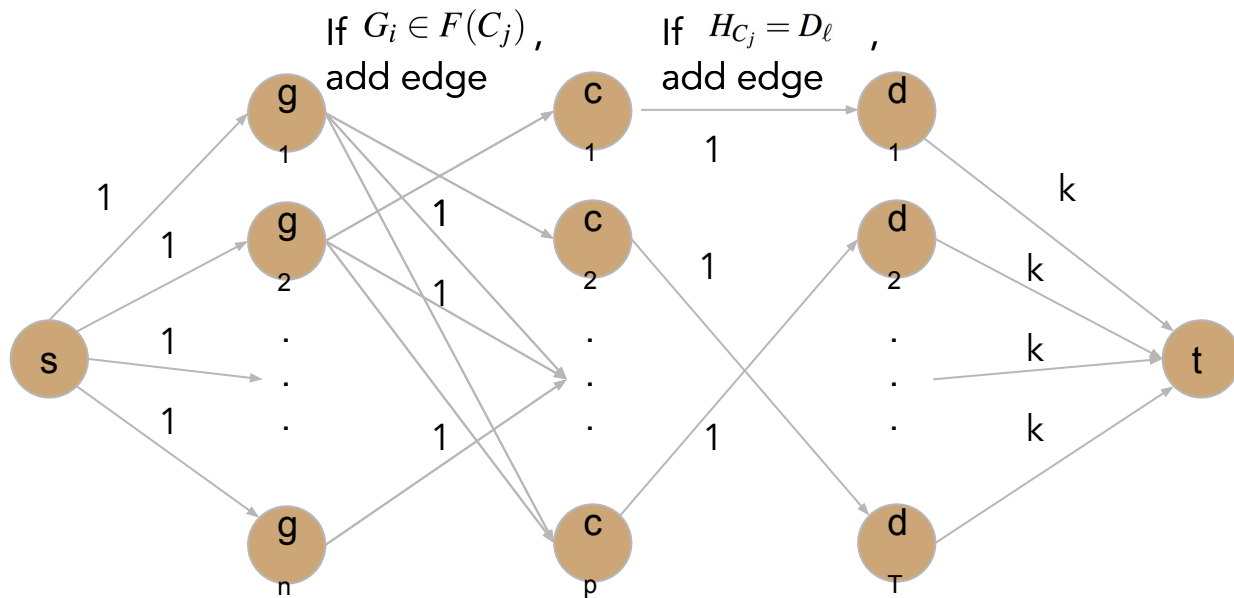 If G_i ∈ F(C_j) ,
add edge
If H_{C_j} = D_ℓ ,
add edge
g
1
c
1
d
1
1
k
1
1
g
2
c
2
d
2
1
1
k
1
s
1
.
.
.
.
.
.
.
.
.
k
t
1
1
1
k
g
n
c
p
d
T